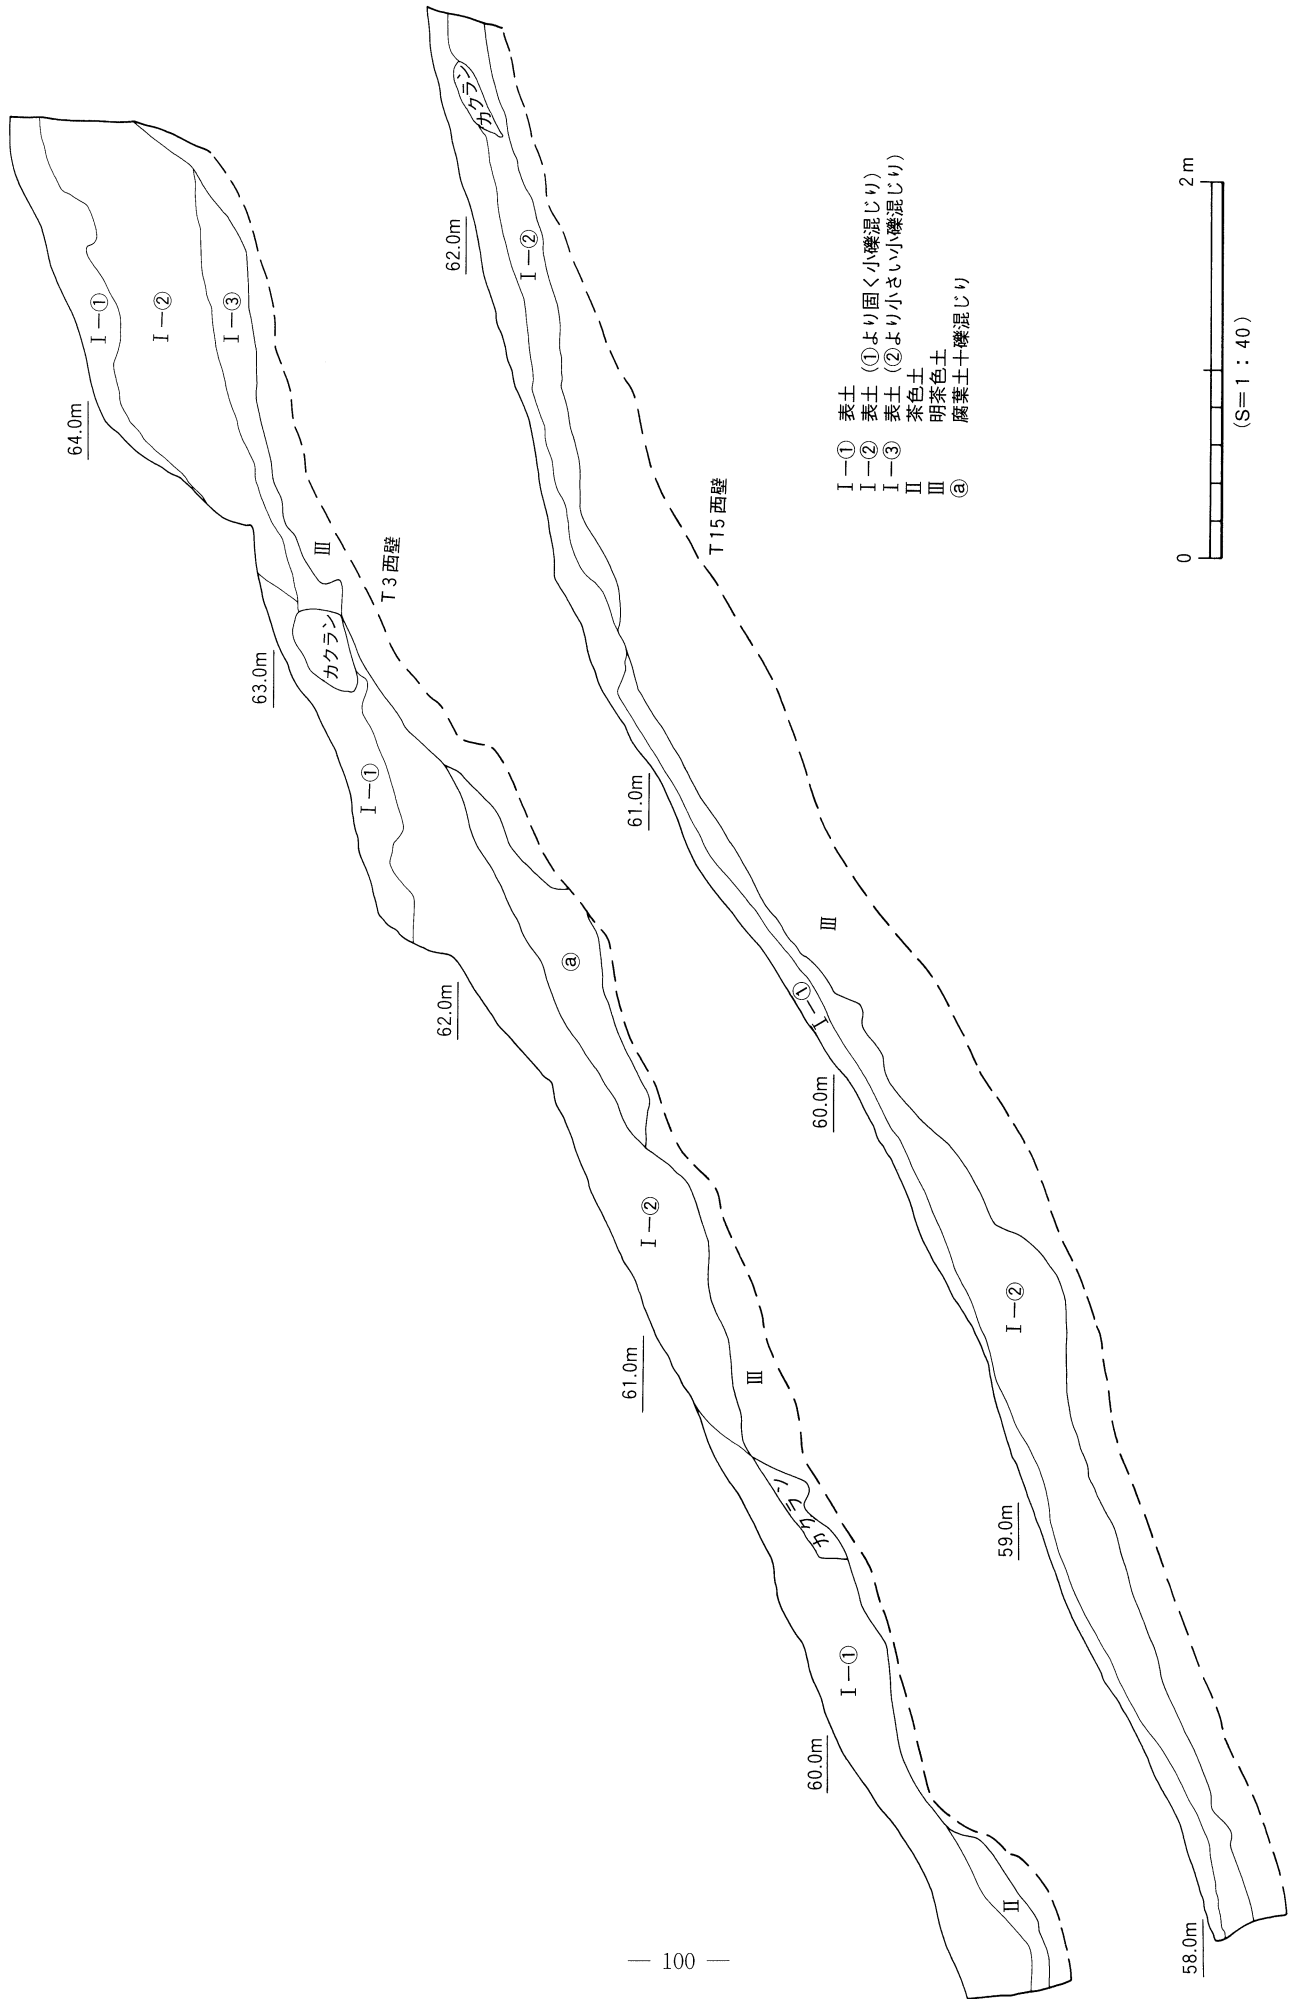 64.0m
63.0m
62.0m
61.0m
60.0m
Ⅰ－①
Ⅰ－②
Ⅰ－③
Ⅲ
カクラン
Ⅰ－①
ⓐ
Ⅰ－②
Ⅲ
カクラン
Ⅰ－①
Ⅱ
T3西壁
62.0m
61.0m
60.0m
59.0m
58.0m
カクラン
Ⅰ－②
Ⅲ
Ⅰ－①
Ⅰ－②
T15西壁
Ⅰ－① 表土
Ⅰ－② 表土（①より固く小礫混じり）
Ⅰ－③ 表土（②より小さい小礫混じり）
Ⅱ 茶色土
Ⅲ 明茶色土
ⓐ 腐葉土＋礫混じり
0 2m
(S＝1：40)
— 100 —